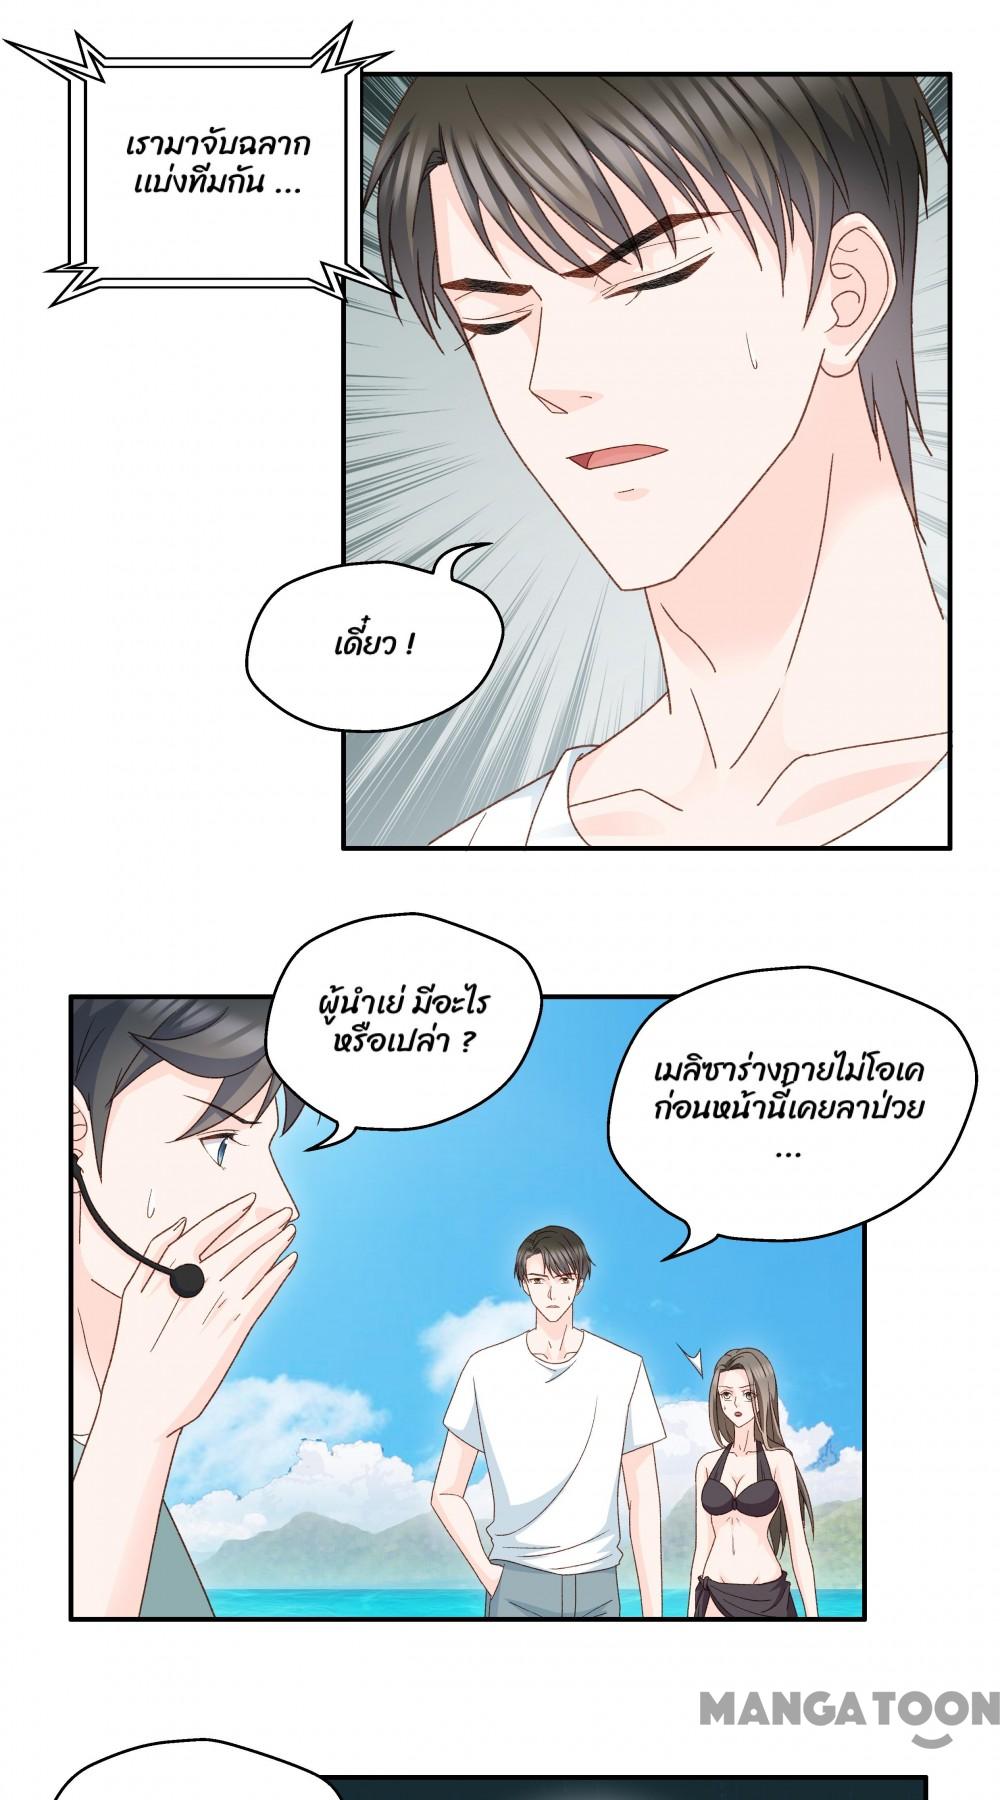 เรามาจับฉลาก
แบ่งทีมกัน ...
เดี๋ยว !
ผู้นำเย่ มีอะไร
หรือเปล่า ?
เมลิซาร่างกายไม่โอเค
ก่อนหน้านี้เคยลาป่วย
...
MANGATOON